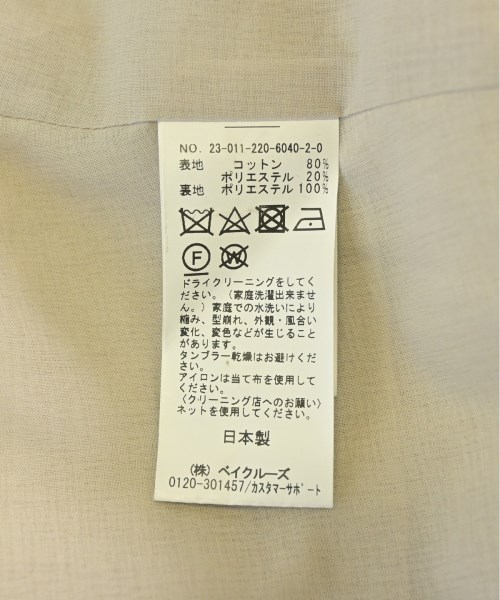 NO. 23-011-220-6040-2-0
表地 コットン 80%
ポリエステル 20%
裏地 ポリエステル 100%
F W
ドライクリーニングをしてく
ださい。(家庭洗濯出来ませ
ん。)家庭での水洗いにより
縮み、型崩れ、外観・風合い
変化、変色などが生じること
があります。
タンブラー乾燥はお避けくだ
さい。
アイロンは当て布を使用して
ください。
〈クリーニング店へのお願い〉
ネットを使用してください。
日本製
(株) ベイクルーズ
0120-301457/カスタマーサポート